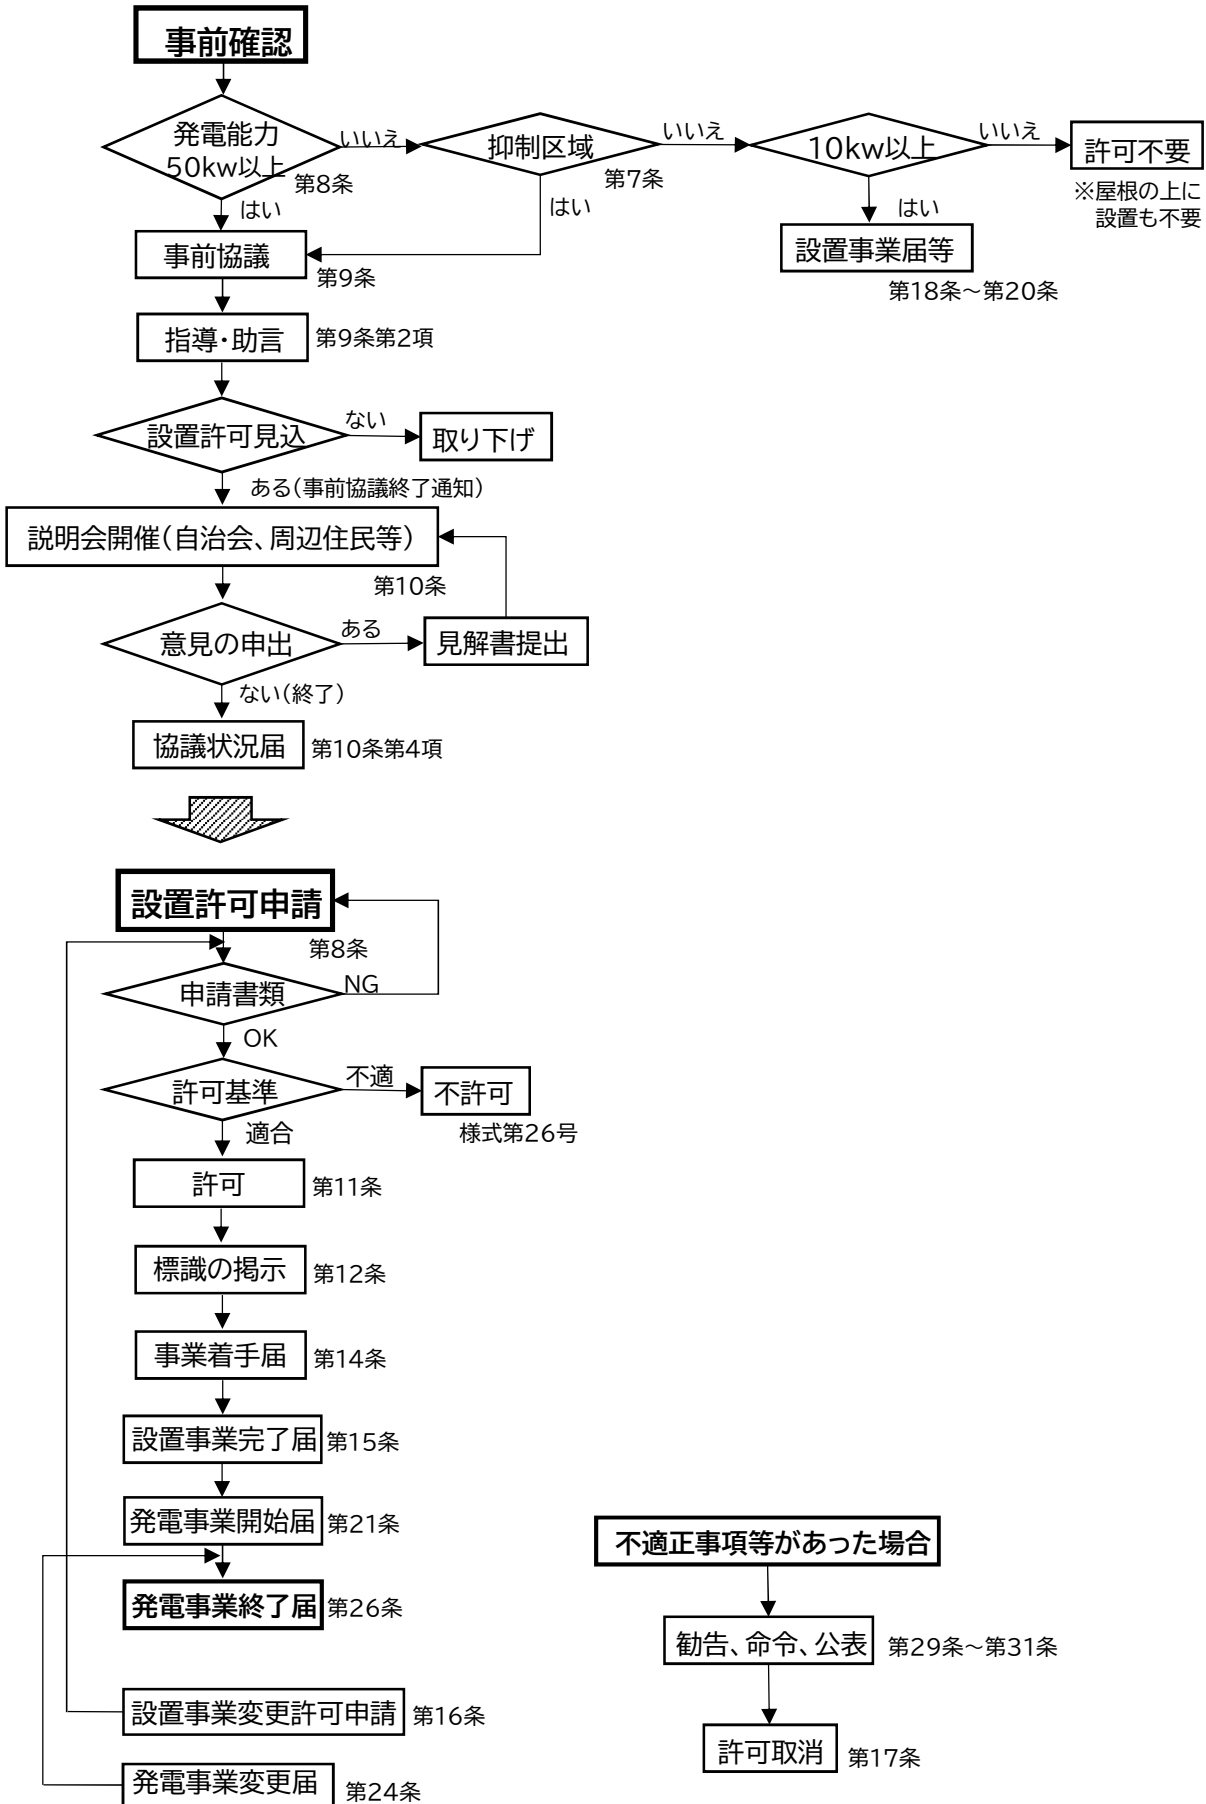 事前確認
発電能力
50kw以上
第8条
いいえ
抑制区域
第7条
いいえ
10kw以上
いいえ
許可不要
※屋根の上に
設置も不要
はい
はい
はい
事前協議
第9条
設置事業届等
第18条～第20条
指導・助言
第9条第2項
設置許可見込
ない
取り下げ
ある（事前協議終了通知）
説明会開催（自治会、周辺住民等）
第10条
意見の申出
ある
見解書提出
ない（終了）
協議状況届
第10条第4項
設置許可申請
第8条
申請書類
NG
OK
許可基準
不適
不許可
様式第26号
適合
許可
第11条
標識の掲示
第12条
事業着手届
第14条
設置事業完了届
第15条
発電事業開始届
第21条
発電事業終了届
第26条
設置事業変更許可申請
第16条
発電事業変更届
第24条
不適正事項等があった場合
勧告、命令、公表
第29条～第31条
許可取消
第17条